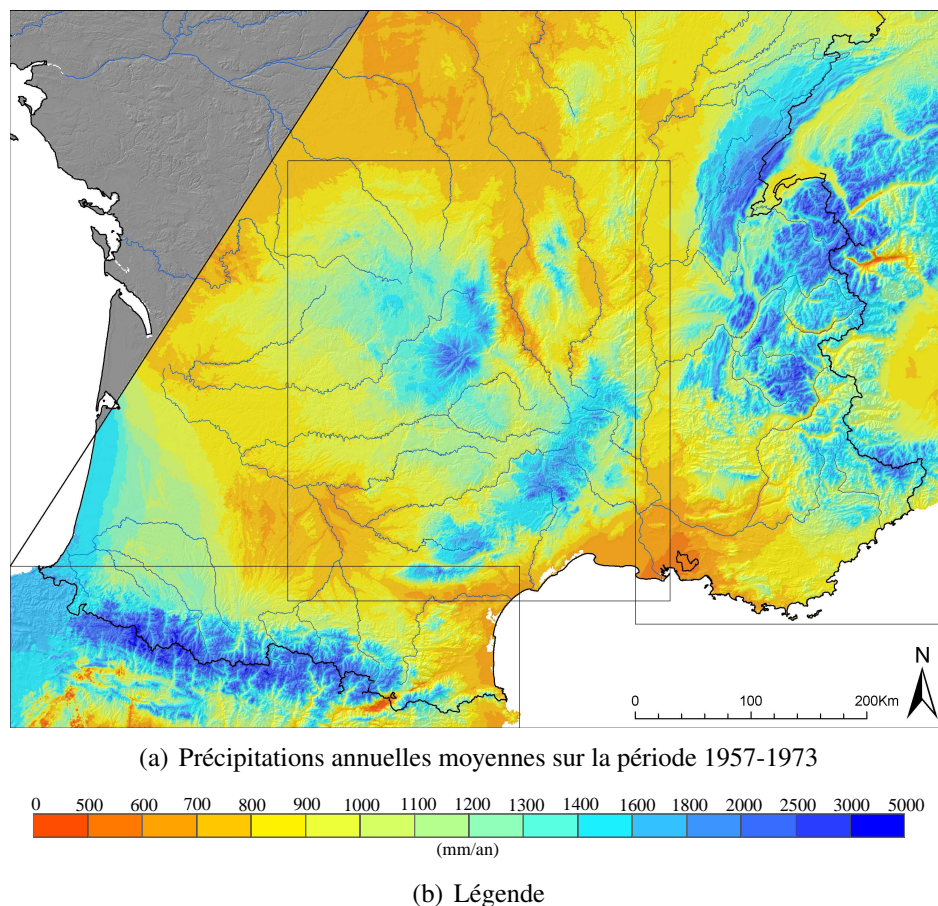 N
0 100 200Km
(a) Précipitations annuelles moyennes sur la période 1957-1973
0 500 600 700 800 900 1000 1100 1200 1300 1400 1600 1800 2000 2500 3000 5000
(mm/an)
(b) Légende